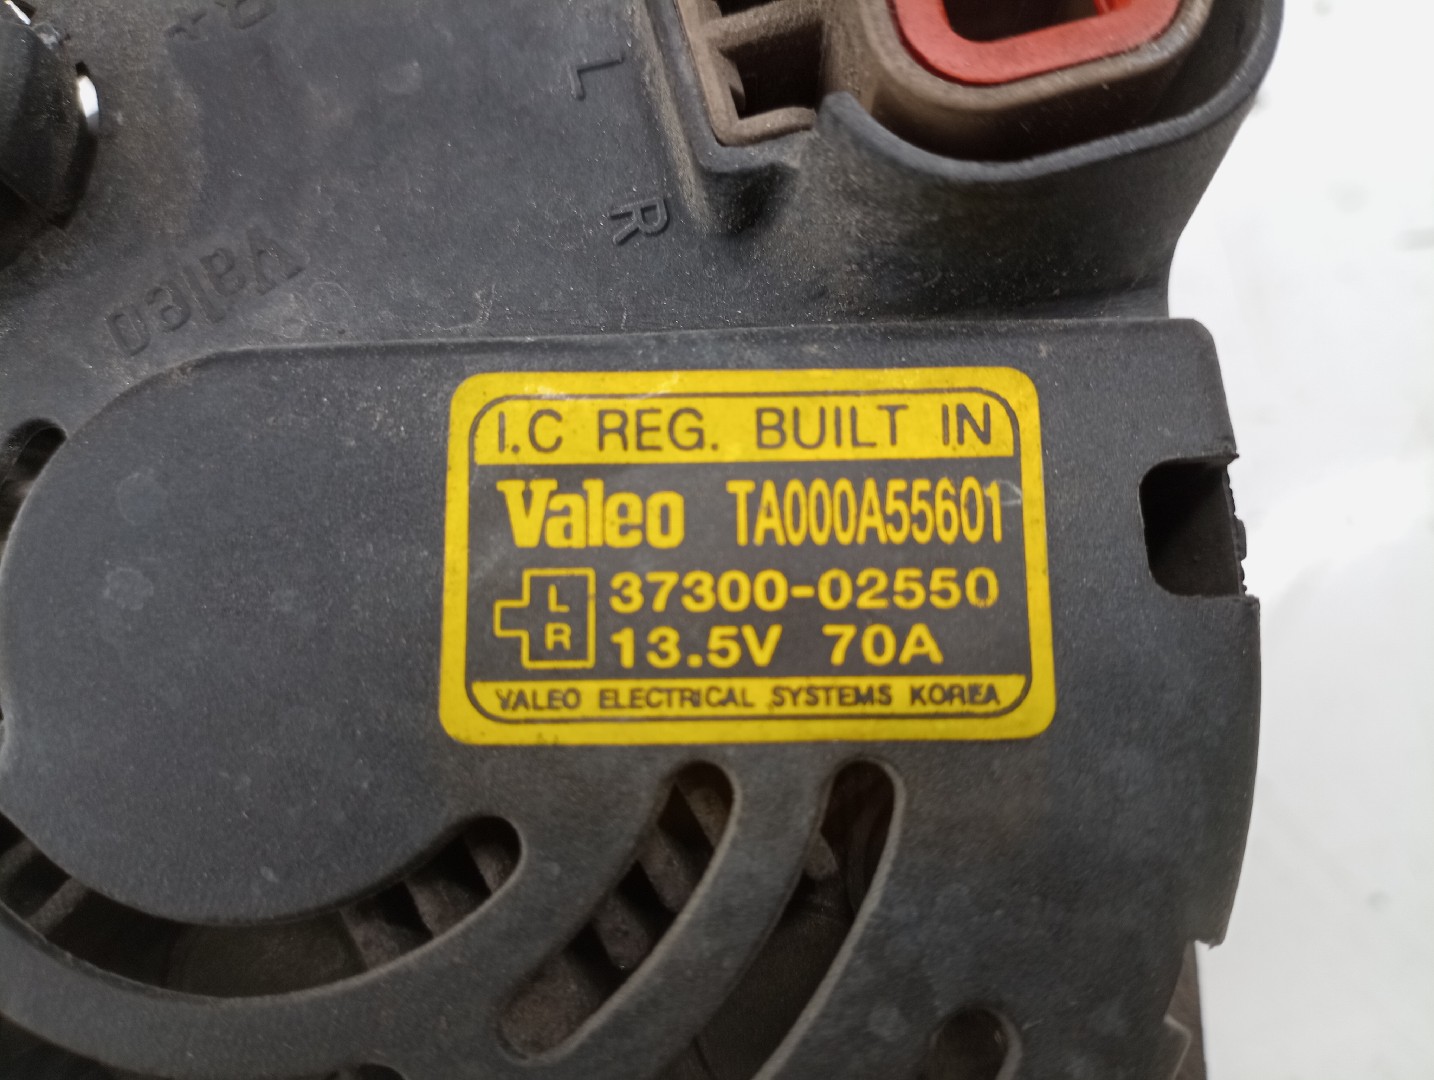 L
R
Valeo
I.C REG. BUILT IN
Valeo TA000A55601
L 37300-02550
R 13.5V 70A
VALEO ELECTRICAL SYSTEMS KOREA